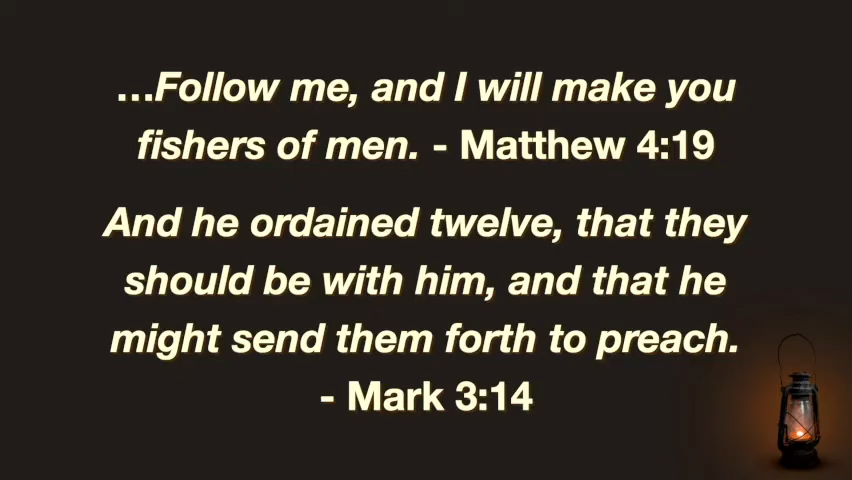 ...Follow me, and I will make you
fishers of men. - Matthew 4:19
And he ordained twelve, that they
should be with him, and that he
might send them forth to preach.
- Mark 3:14